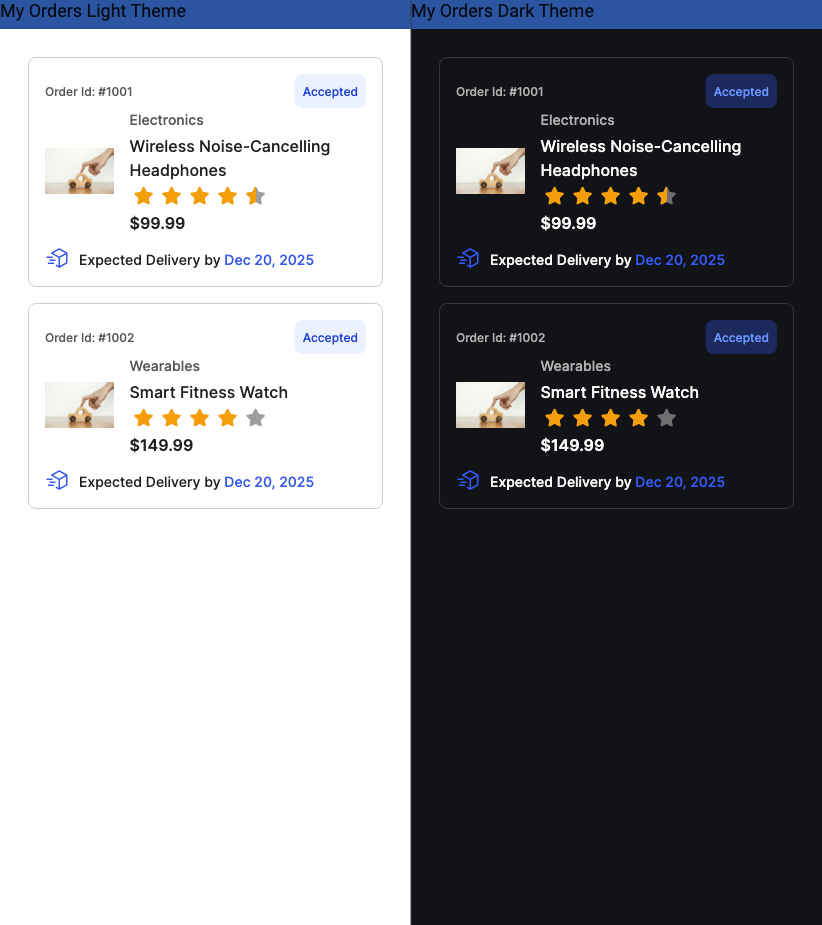 My Orders Light Theme
Order Id: #1001
Accepted
Electronics
Wireless Noise-Cancelling
Headphones
$99.99
Expected Delivery by Dec 20, 2025
Order Id: #1002
Accepted
Wearables
Smart Fitness Watch
$149.99
Expected Delivery by Dec 20, 2025
My Orders Dark Theme
Order Id: #1001
Accepted
Electronics
Wireless Noise-Cancelling
Headphones
$99.99
Expected Delivery by Dec 20, 2025
Order Id: #1002
Accepted
Wearables
Smart Fitness Watch
$149.99
Expected Delivery by Dec 20, 2025